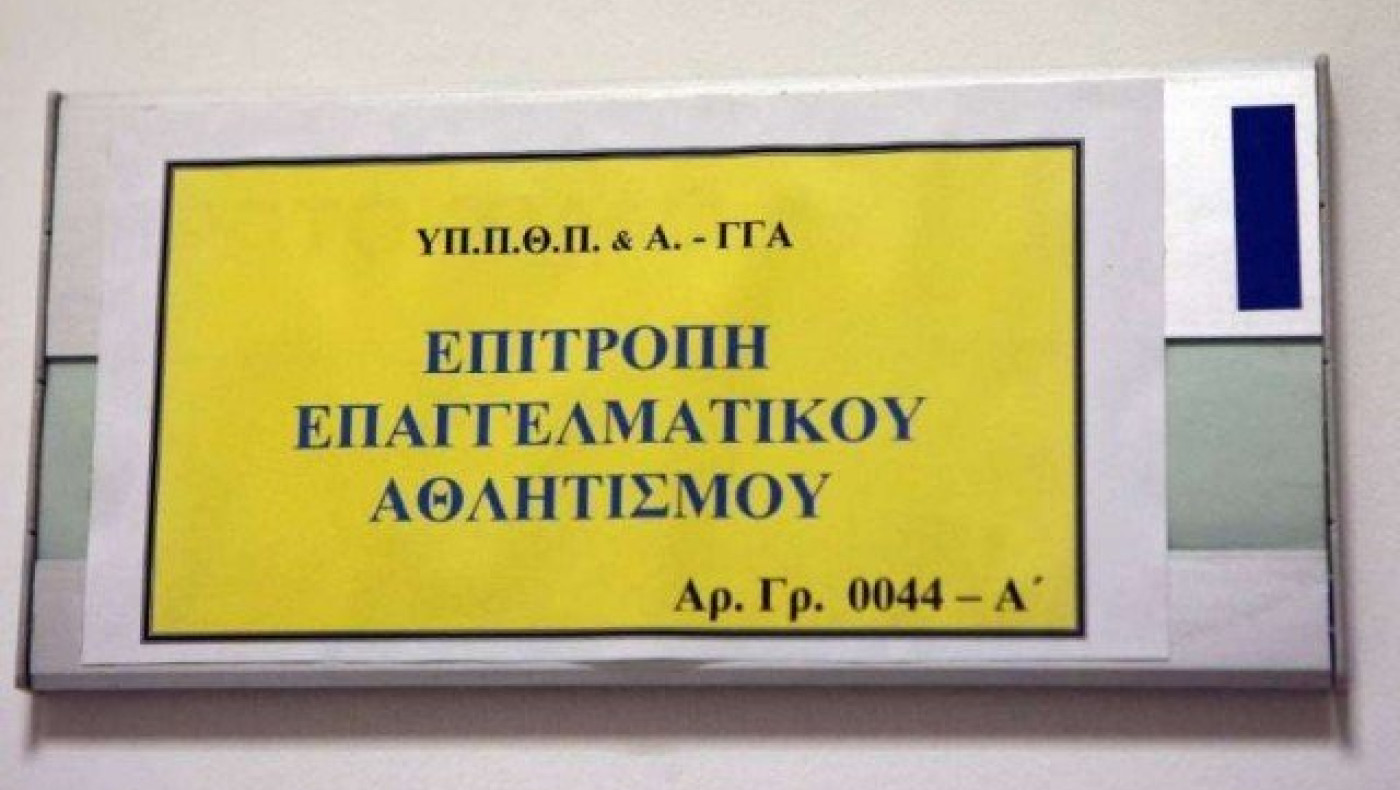 ΥΠ.Π.Θ.Π. & Α. - ΓΓΑ
ΕΠΙΤΡΟΠΗ
ΕΠΑΓΓΕΛΜΑΤΙΚΟΥ
ΑΘΛΗΤΙΣΜΟΥ
Αρ. Γρ. 0044 – Α΄